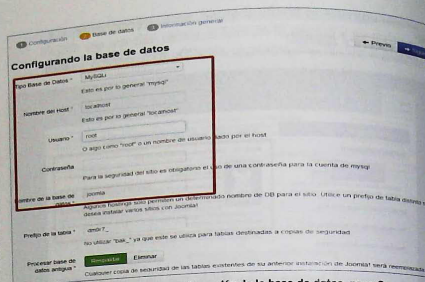 1 Configuración 2 Base de datos 3 Información general
Configurando la base de datos
Previo
Tipo Base de Datos * MySQLi
Esto es por lo general "mysql"
Nombre del Host * localhost
Esto es por lo general "localhost"
Usuario * root
O algo como "root" o un nombre de usuario dado por el host
Contraseña
Para la seguridad del sitio es obligatorio el uso de una contraseña para la cuenta de mysql
Nombre de la base de datos * joomla
Algunos hostings sólo permiten un determinado nombre de DB para el sitio. Utilice un prefijo de tabla distinto si
desea instalar varios sitios con Joomla!
Prefijo de la tabla *
No utilizar "bak_" ya que este se utiliza para tablas destinadas a copias de seguridad
Procesar base de datos antigua * Respaldar Eliminar
Cualquier copia de seguridad de las tablas existentes de su anterior instalación de Joomla! será reemplazada
la base de datos